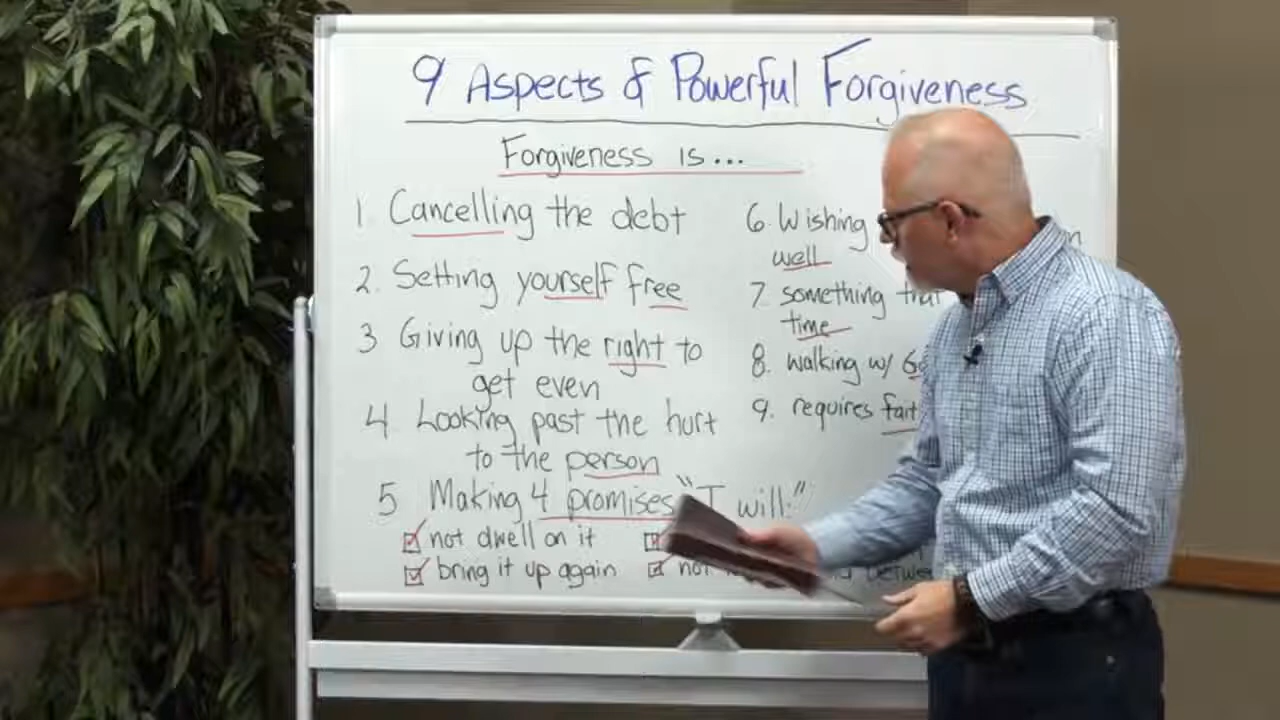 9 Aspects of Powerful Forgiveness
Forgiveness is...
1. Cancelling the debt
2. Setting yourself free
3 Giving up the right to
get even
4 Looking past the hurt
to the person
5 Making 4 promises "I will:"
not dwell on it
bring it up again
not
6. Wishing
well
7 something that
time
8. walking w/
9. requires